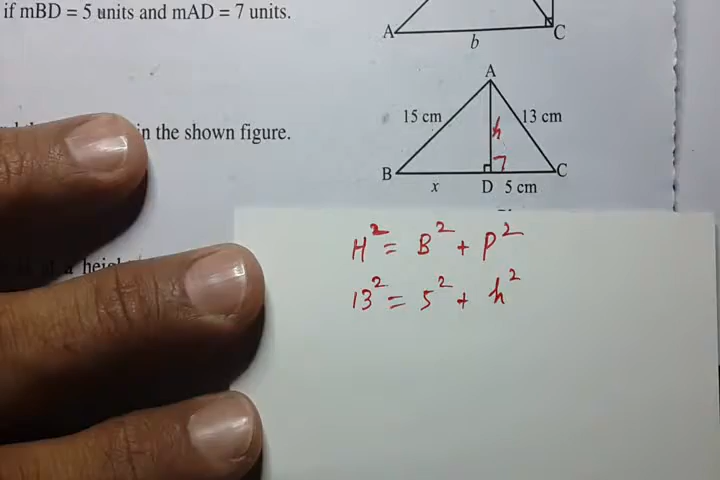 if mBD = 5 units and mAD = 7 units.
A
C
b
A
15 cm
13 cm
h
in the shown figure.
B
C
x
D
5 cm
H² = B² + P²
a heigh
13² = 5² + h²